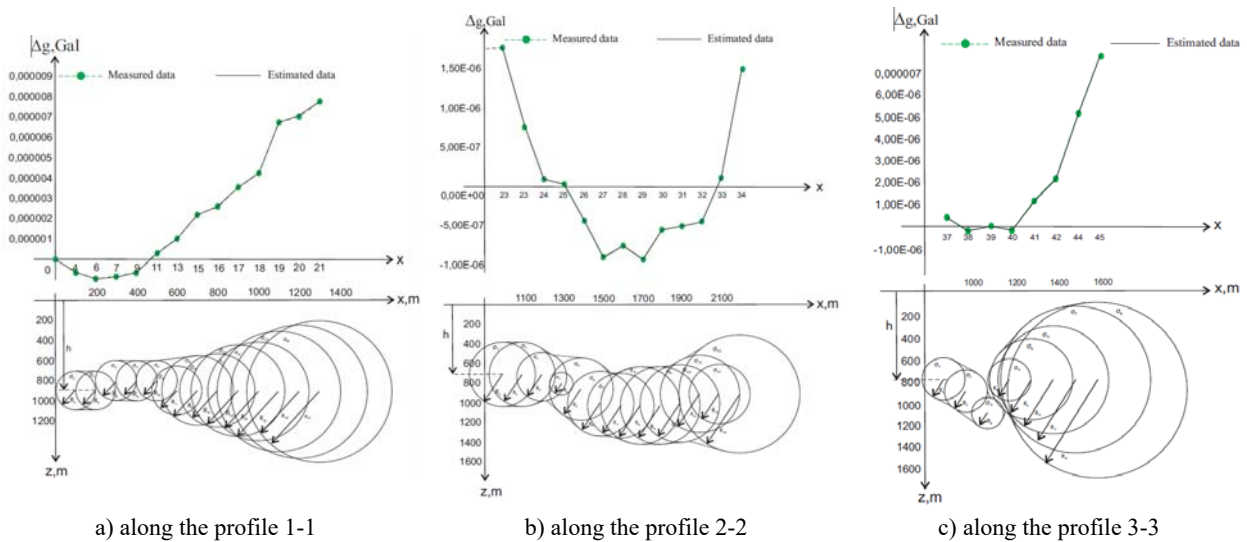 Δg,Gal
Measured data
Estimated data
0,000009
0,000008
0,000007
0,000006
0,000005
0,000004
0,000003
0,000002
0,000001
0
4 6 7 9 11 13 15 16 17 18 19 20 21
x
200 400 600 800 1000 1200 1400
x,m
200
h
400
600
800
1000
1200
z,m
a) along the profile 1-1
Δg,Gal
Measured data
Estimated data
1,50E-06
1,00E-06
5,00E-07
0,00E+00
-5,00E-07
-1,00E-06
23 23 24 25 26 27 28 29 30 31 32 33 34
x
1100 1300 1500 1700 1900 2100
x,m
200
h
400
600
800
1000
1200
1400
1600
z,m
b) along the profile 2-2
Δg,Gal
Measured data
Estimated data
0,000007
6,00E-06
5,00E-06
4,00E-06
3,00E-06
2,00E-06
1,00E-06
-1,00E-06
37 38 39 40 41 42 44 45
x
1000 1200 1400 1600
x,m
200
h
400
600
800
1000
1200
1400
1600
z,m
c) along the profile 3-3